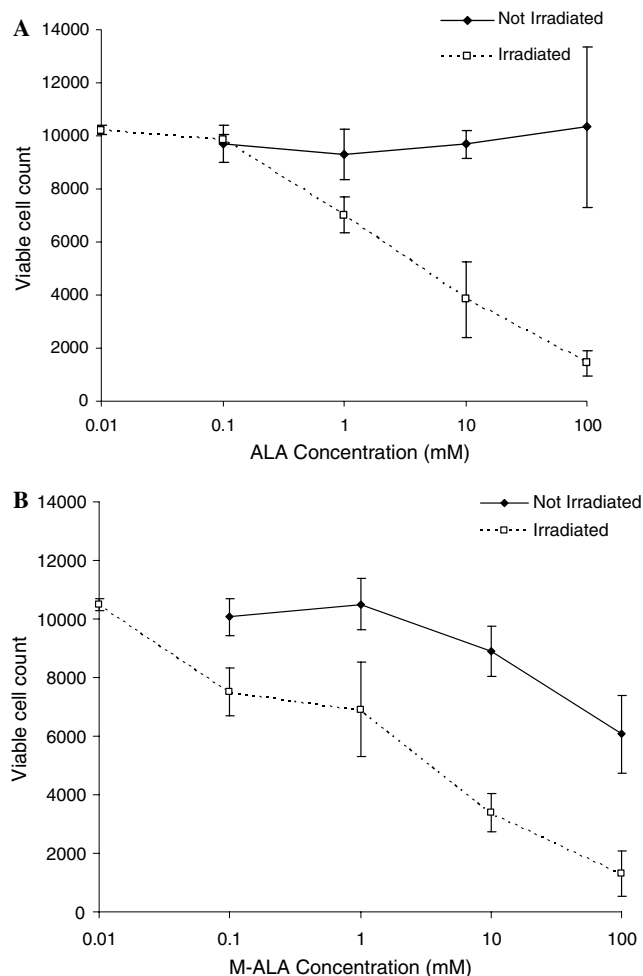 A
Not Irradiated
Irradiated
14000
12000
10000
8000
6000
4000
2000
0
Viable cell count
0.01 0.1 1 10 100
ALA Concentration (mM)
B
Not Irradiated
Irradiated
14000
12000
10000
8000
6000
4000
2000
0
Viable cell count
0.01 0.1 1 10 100
M-ALA Concentration (mM)